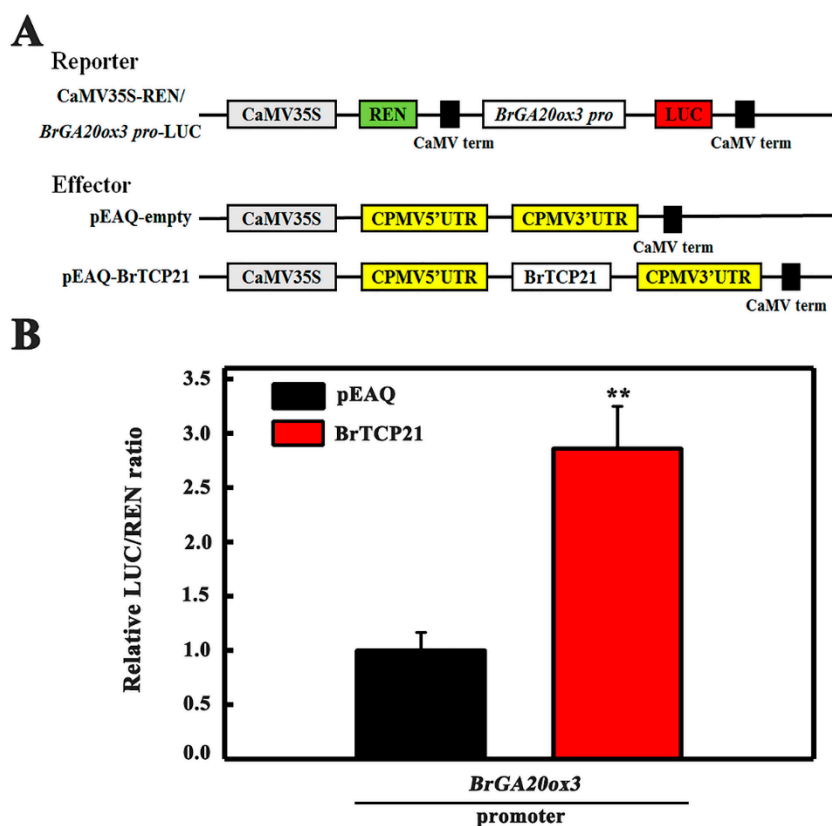 A
Reporter
CaMV35S-REN/
BrGA20ox3 pro-LUC
CaMV35S
REN
CaMV term
BrGA20ox3 pro
LUC
CaMV term
Effector
pEAQ-empty
CaMV35S
CPMV5'UTR
CPMV3'UTR
CaMV term
pEAQ-BrTCP21
CaMV35S
CPMV5'UTR
BrTCP21
CPMV3'UTR
CaMV term
B
Relative LUC/REN ratio
3.5
3.0
2.5
2.0
1.5
1.0
0.5
0.0
pEAQ
BrTCP21
**
BrGA20ox3
promoter